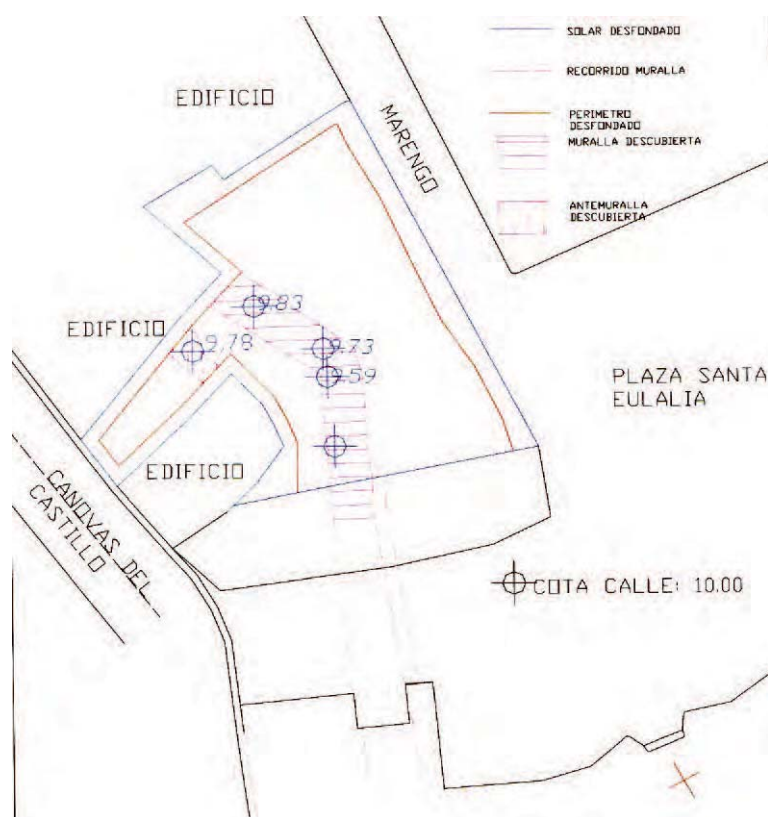 SOLAR DESFONDADO
RECORRIDO MURALLA
PERIMETRO
DESFONDADO
MURALLA DESCUBIERTA
ANTEMURALLA
DESCUBIERTA
EDIFICIO
MARENGO
9.83
EDIFICIO
9.78
9.73
9.59
PLAZA SANTA
EULALIA
EDIFICIO
CANOVAS DEL
CASTILLO
COTA CALLE: 10.00